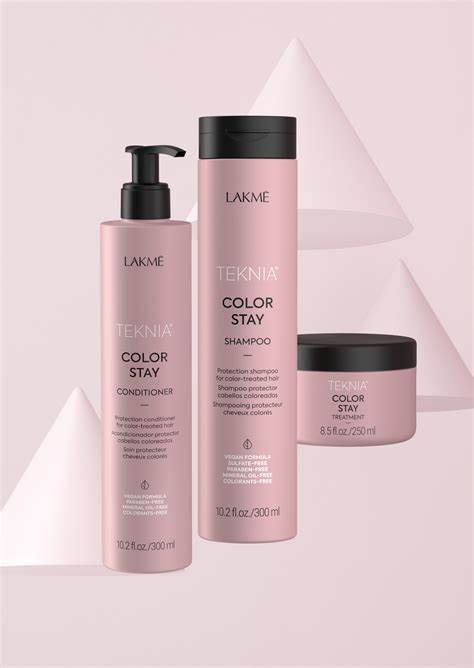 LAKMĒ
TEKNIA™
COLOR
STAY
CONDITIONER
Protection conditioner
for color-treated hair
Acondicionador protector
cabellos coloreados
Soin protecteur
cheveux colorés
VEGAN FORMULA
PARABEN-FREE
MINERAL OIL-FREE
COLORANTS-FREE
10.2 fl.oz./300 ml
LAKMĒ
TEKNIA™
COLOR
STAY
SHAMPOO
Protection shampoo
for color-treated hair
Shampoo protector
cabellos coloreados
Shampooing protecteur
cheveux colorés
VEGAN FORMULA
SULFATE-FREE
PARABEN-FREE
MINERAL OIL-FREE
COLORANTS-FREE
10.2 fl.oz./300 ml
TEKNIA™
COLOR
STAY
TREATMENT
8.5 fl.oz/250 ml